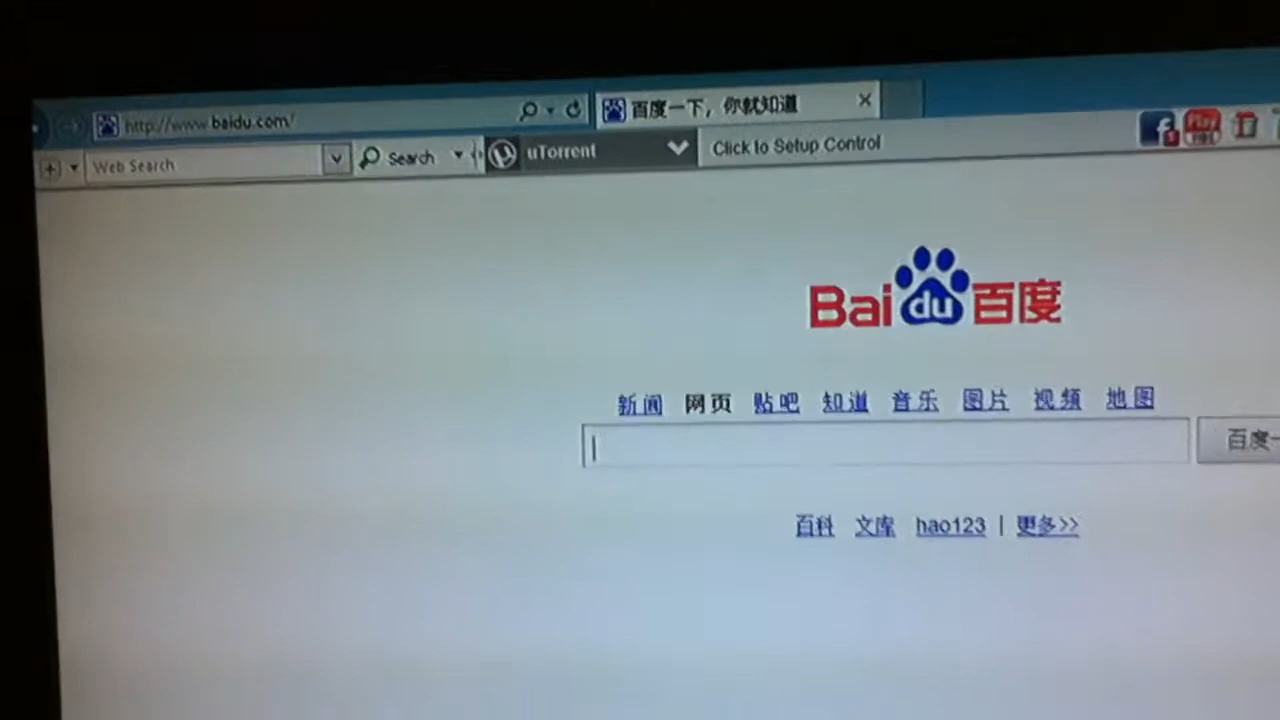 http://www.baidu.com/
百度一下，你就知道
Web Search
Search
uTorrent
Click to Setup Control
Bai du 百度
新闻 网页 贴吧 知道 音乐 图片 视频 地图
百度一
百科 文库 hao123 | 更多>>